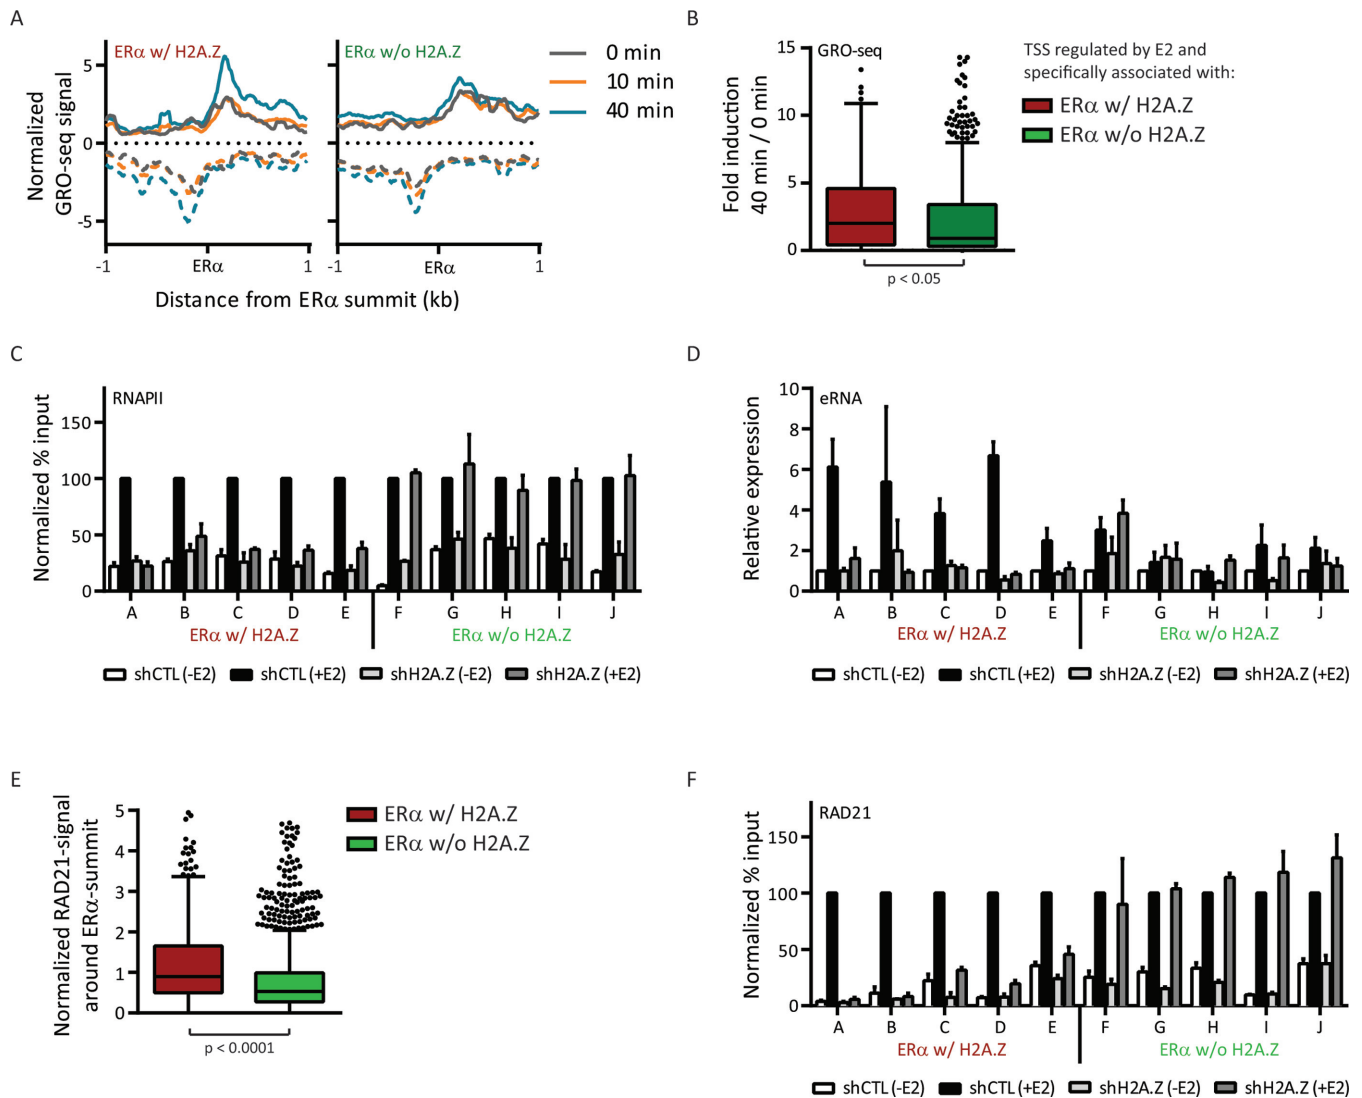 A
ERα w/ H2A.Z
ERα w/o H2A.Z
0 min
10 min
40 min
Normalized
GRO-seq signal
5
0
-5
-1
ERα
1
-1
ERα
1
Distance from ERα summit (kb)
B
GRO-seq
Fold induction
40 min / 0 min
15
10
5
0
p < 0.05
TSS regulated by E2 and
specifically associated with:
ERα w/ H2A.Z
ERα w/o H2A.Z
C
RNAPII
Normalized % input
150
100
50
0
A B C D E F G H I J
ERα w/ H2A.Z
ERα w/o H2A.Z
shCTL (-E2) shCTL (+E2) shH2A.Z (-E2) shH2A.Z (+E2)
D
eRNA
Relative expression
10
8
6
4
2
0
A B C D E F G H I J
ERα w/ H2A.Z
ERα w/o H2A.Z
shCTL (-E2) shCTL (+E2) shH2A.Z (-E2) shH2A.Z (+E2)
E
Normalized RAD21-signal
around ERα-summit
5
4
3
2
1
0
p < 0.0001
ERα w/ H2A.Z
ERα w/o H2A.Z
F
RAD21
Normalized % input
150
100
50
0
A B C D E F G H I J
ERα w/ H2A.Z
ERα w/o H2A.Z
shCTL (-E2) shCTL (+E2) shH2A.Z (-E2) shH2A.Z (+E2)